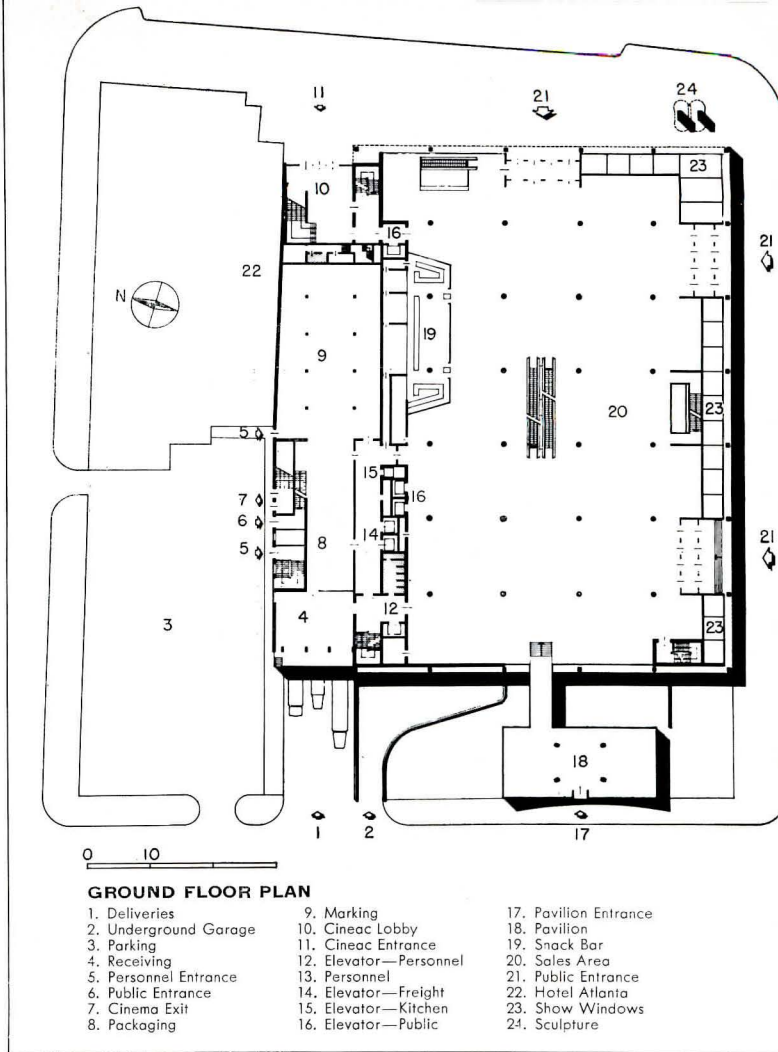 11
21
24
10
23
16
21
22
N
19
9
20
23
5
15
7
16
6
14
21
5
8
12
3
4
23
18
1
2
17
0 10
GROUND FLOOR PLAN
1. Deliveries
2. Underground Garage
3. Parking
4. Receiving
5. Personnel Entrance
6. Public Entrance
7. Cinema Exit
8. Packaging
9. Marking
10. Cineac Lobby
11. Cineac Entrance
12. Elevator—Personnel
13. Personnel
14. Elevator—Freight
15. Elevator—Kitchen
16. Elevator—Public
17. Pavilion Entrance
18. Pavilion
19. Snack Bar
20. Sales Area
21. Public Entrance
22. Hotel Atlanta
23. Show Windows
24. Sculpture